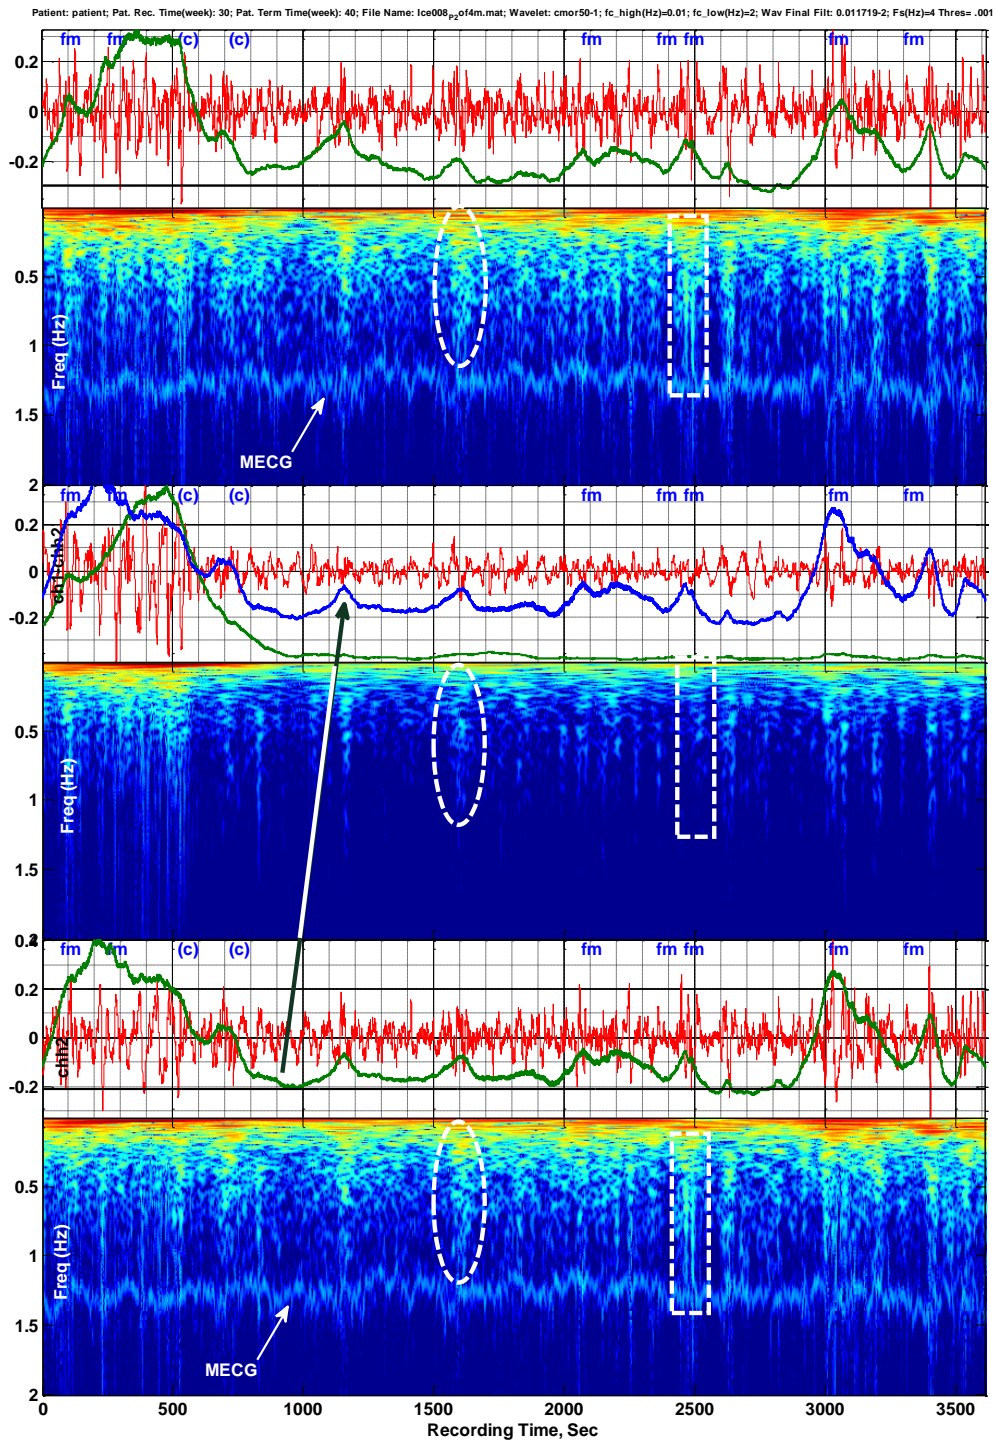 Patient: patient; Pat. Rec. Time(week): 30; Pat. Term Time(week): 40; File Name: Ice008p2of4m.mat; Wavelet: cmor50-1; fc_high(Hz)=0.01; fc_low(Hz)=2; Wav Final Filt: 0.011719-2; Fs(Hz)=4 Thres= .001
fm fm (c) (c) fm fm fm fm fm
0.2
0
-0.2
0.5
1
1.5
Freq (Hz)
MECG
2
fm fm (c) (c) fm fm fm fm fm
0.2
0
-0.2
ch1-chh2
0.5
1
1.5
2
Freq (Hz)
0.4
fm fm (c) (c) fm fm fm fm fm
0.2
0
-0.2
chh2
0.5
1
1.5
2
Freq (Hz)
MECG
0 500 1000 1500 2000 2500 3000 3500
Recording Time, Sec